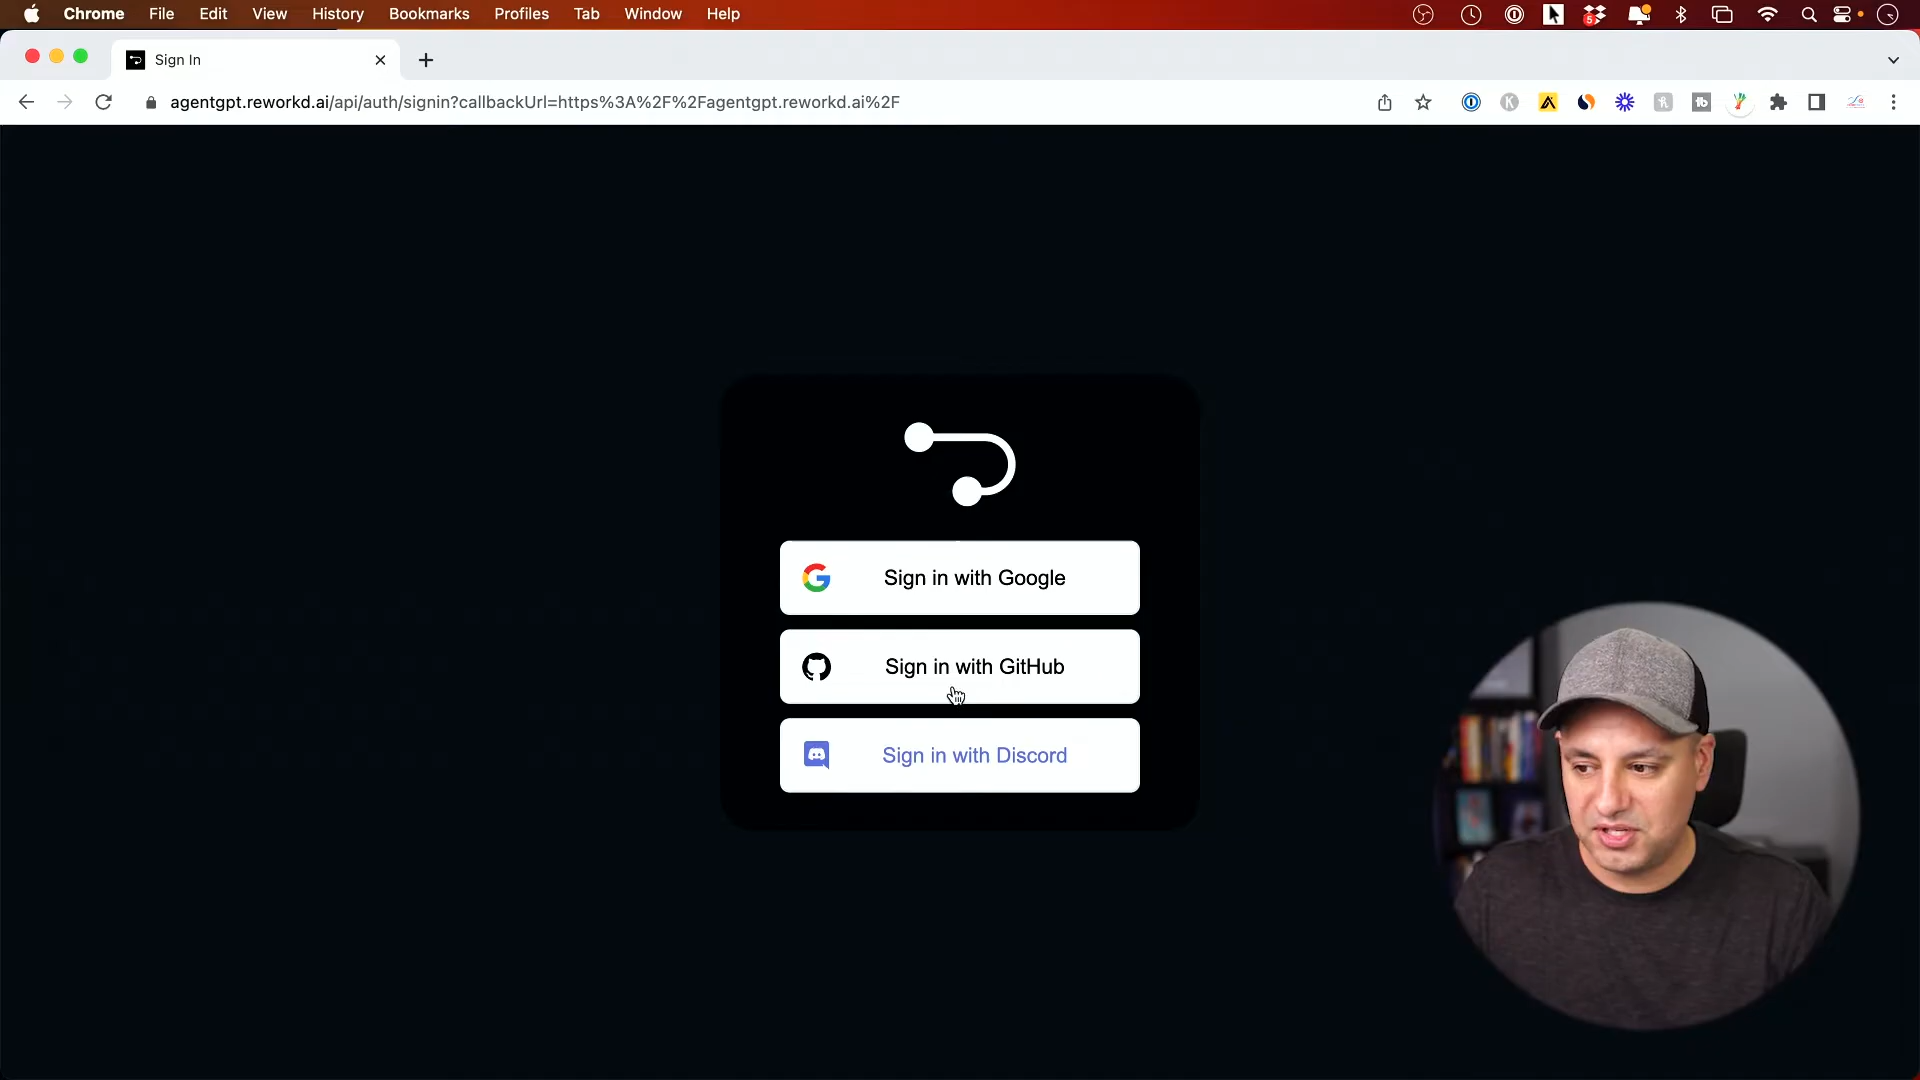 Chrome File Edit View History Bookmarks Profiles Tab Window Help
5
Sign In
agentgpt.reworkd.ai/api/auth/signin?callbackUrl=https%3A%2F%2Fagentgpt.reworkd.ai%2F
Sign in with Google
Sign in with GitHub
Sign in with Discord